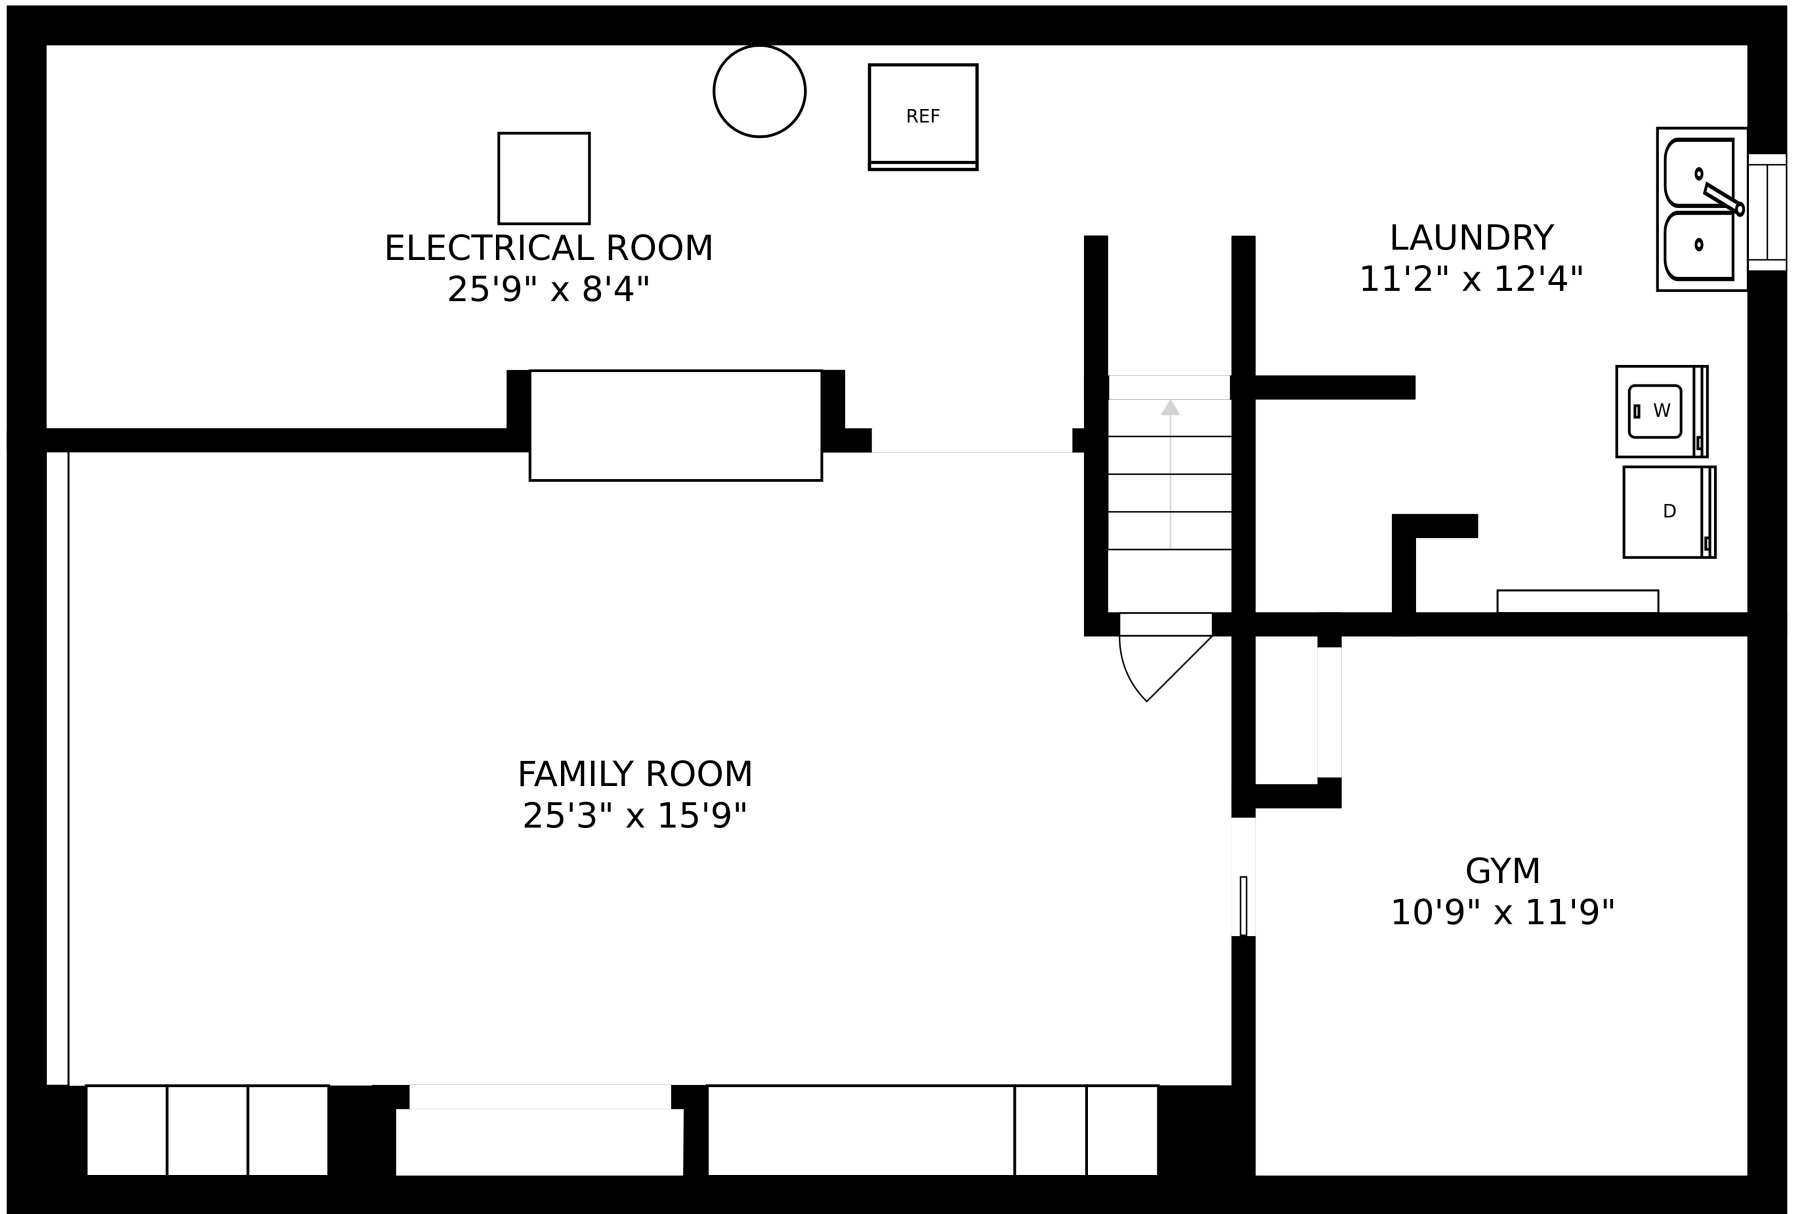 REF
ELECTRICAL ROOM
25'9" x 8'4"
LAUNDRY
11'2" x 12'4"
W
D
FAMILY ROOM
25'3" x 15'9"
GYM
10'9" x 11'9"